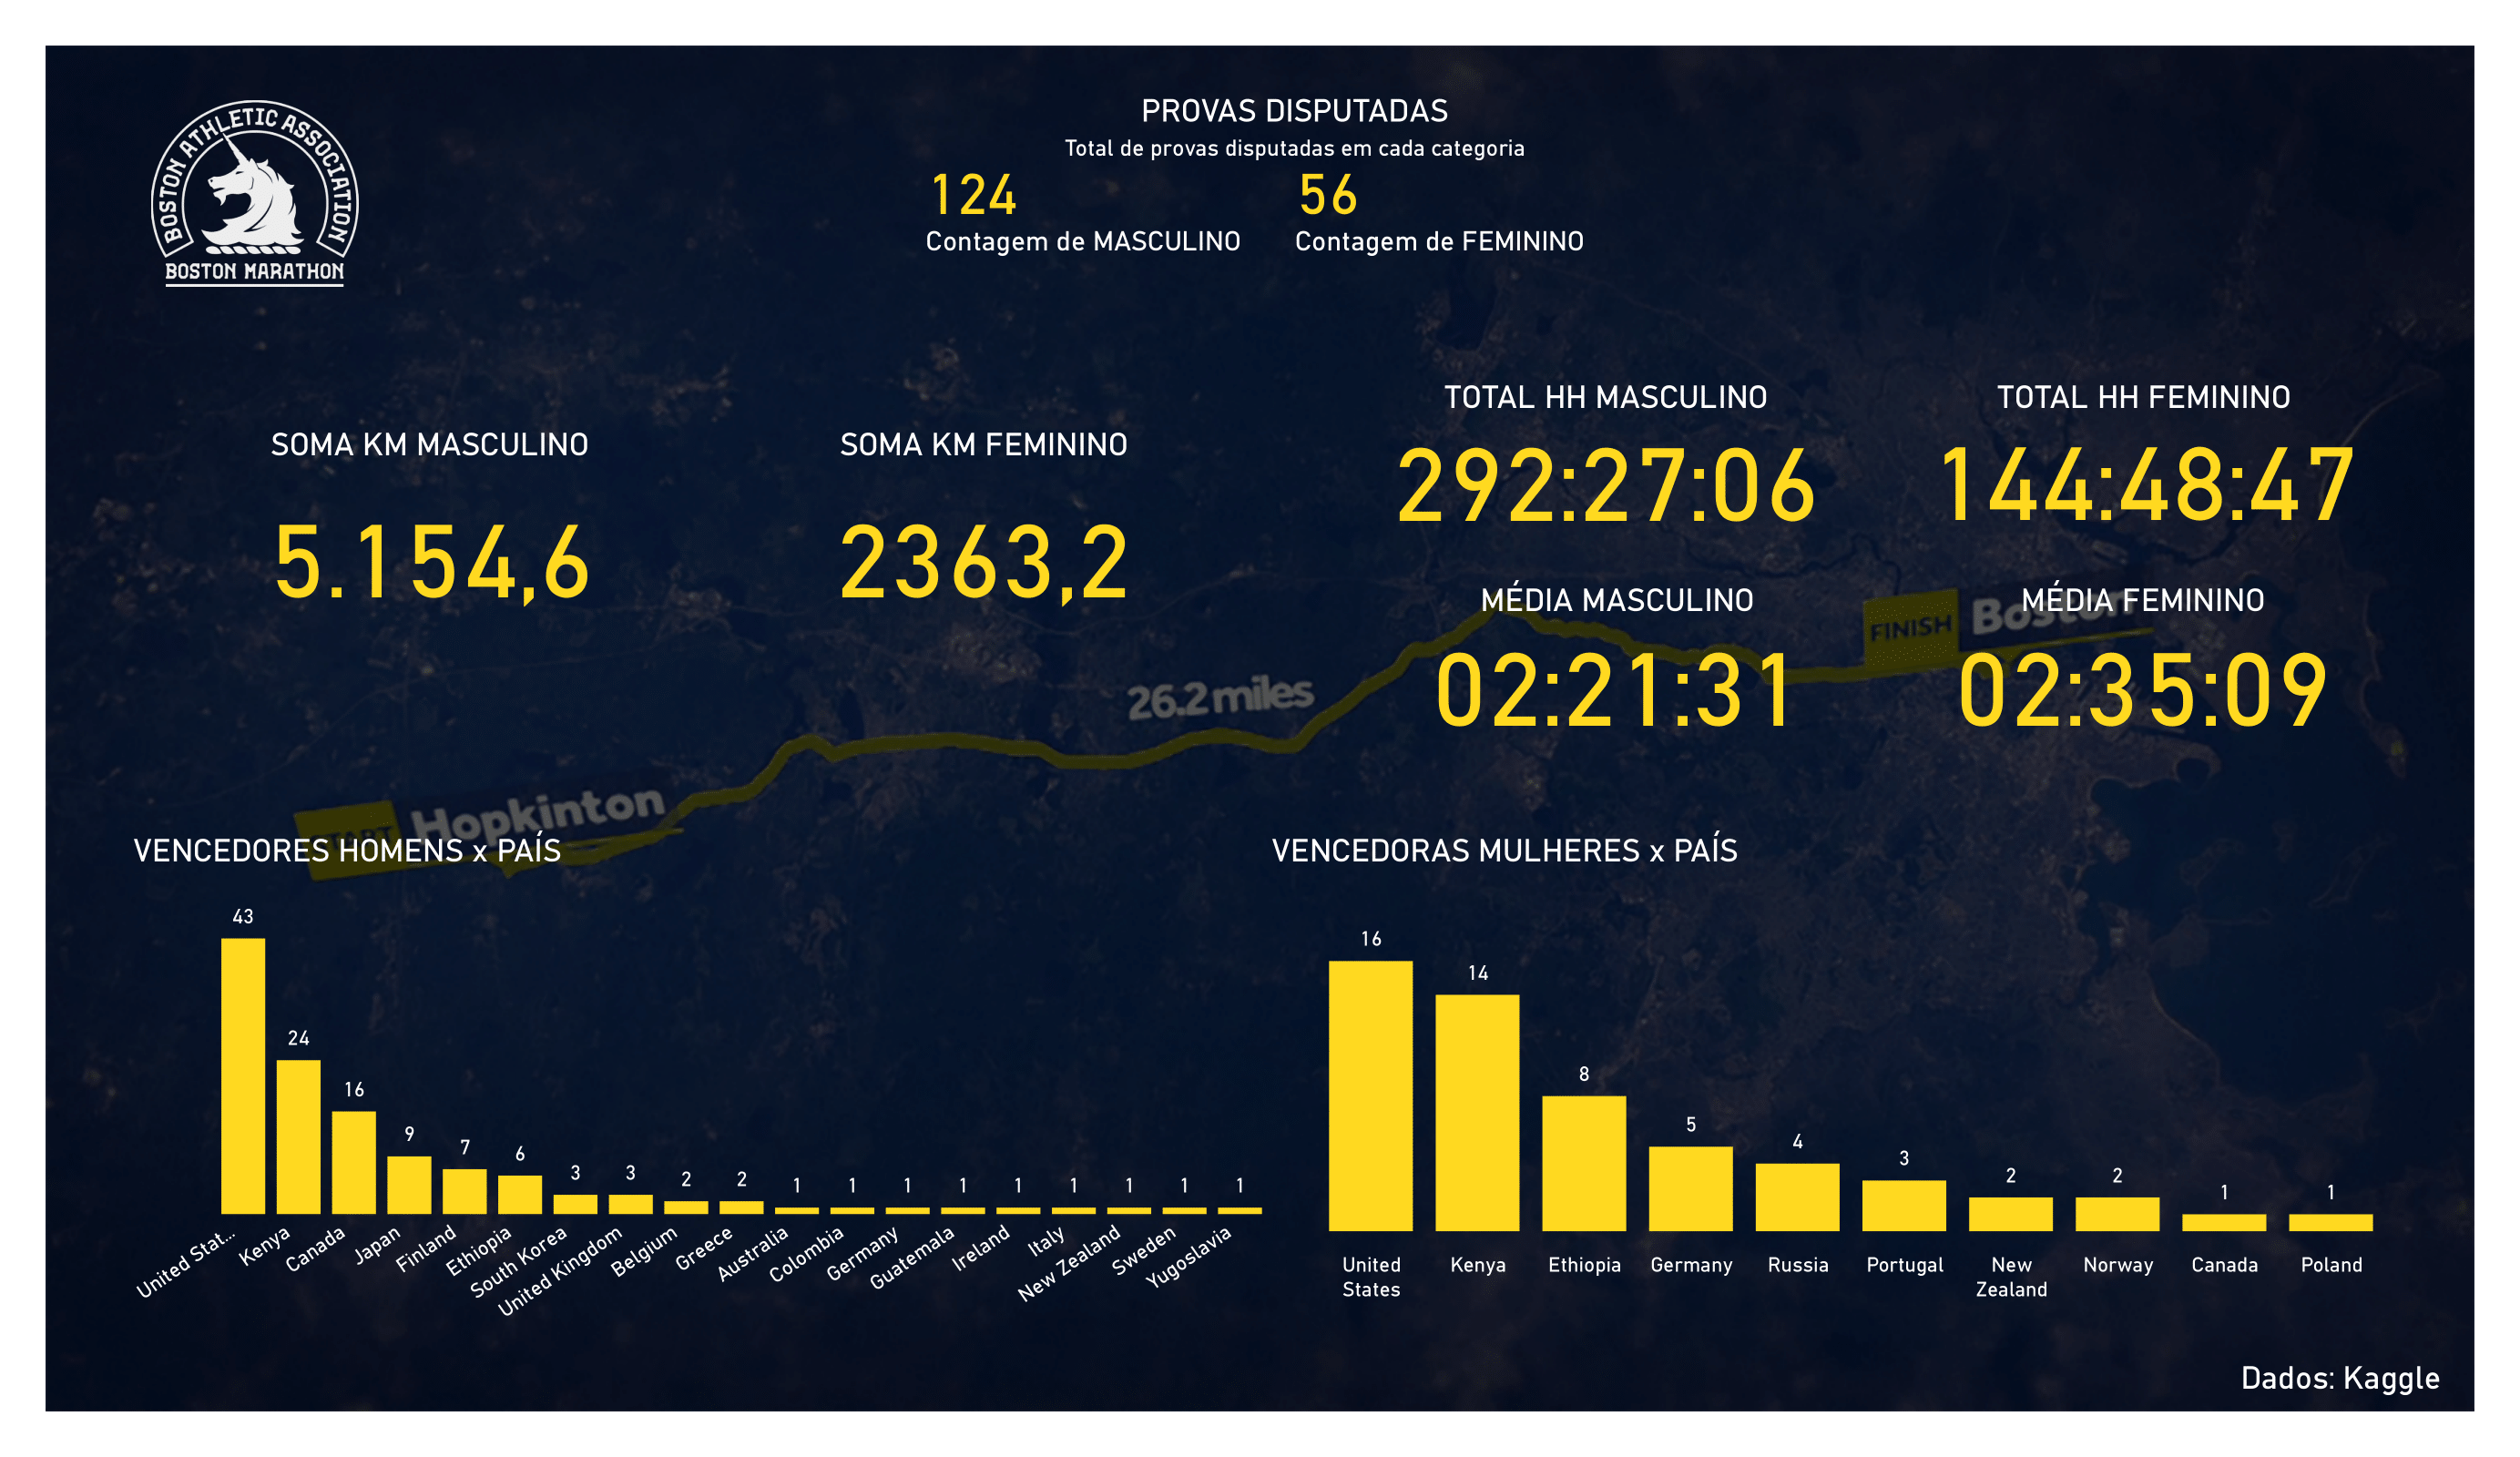 BOSTON ATHLETIC ASSOCIATION
BOSTON MARATHON
PROVAS DISPUTADAS
Total de provas disputadas em cada categoria
124
Contagem de MASCULINO
56
Contagem de FEMININO
SOMA KM MASCULINO
5.154,6
SOMA KM FEMININO
2363,2
TOTAL HH MASCULINO
292:27:06
TOTAL HH FEMININO
144:48:47
MÉDIA MASCULINO
02:21:31
MÉDIA FEMININO
02:35:09
FINISH
Boston
26.2 miles
START
Hopkinton
VENCEDORES HOMENS x PAÍS
43
24
16
9
7
6
3
3
2
2
1
1
1
1
1
1
1
1
1
United Stat...
Kenya
Canada
Japan
Finland
Ethiopia
South Korea
United Kingdom
Belgium
Greece
Australia
Colombia
Germany
Guatemala
Ireland
Italy
New Zealand
Sweden
Yugoslavia
VENCEDORAS MULHERES x PAÍS
16
14
8
5
4
3
2
2
1
1
United
States
Kenya
Ethiopia
Germany
Russia
Portugal
New
Zealand
Norway
Canada
Poland
Dados: Kaggle